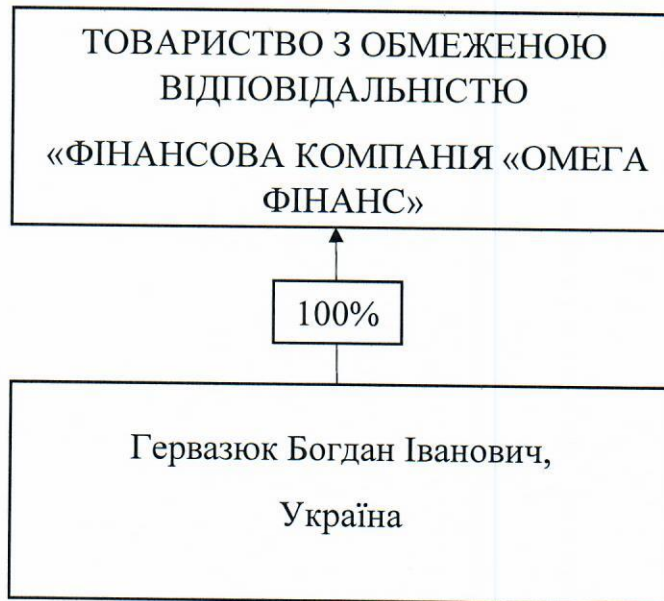 ТОВАРИСТВО З ОБМЕЖЕНОЮ
ВІДПОВІДАЛЬНІСТЮ
«ФІНАНСОВА КОМПАНІЯ «ОМЕГА
ФІНАНС»
100%
Гервазюк Богдан Іванович,
Україна